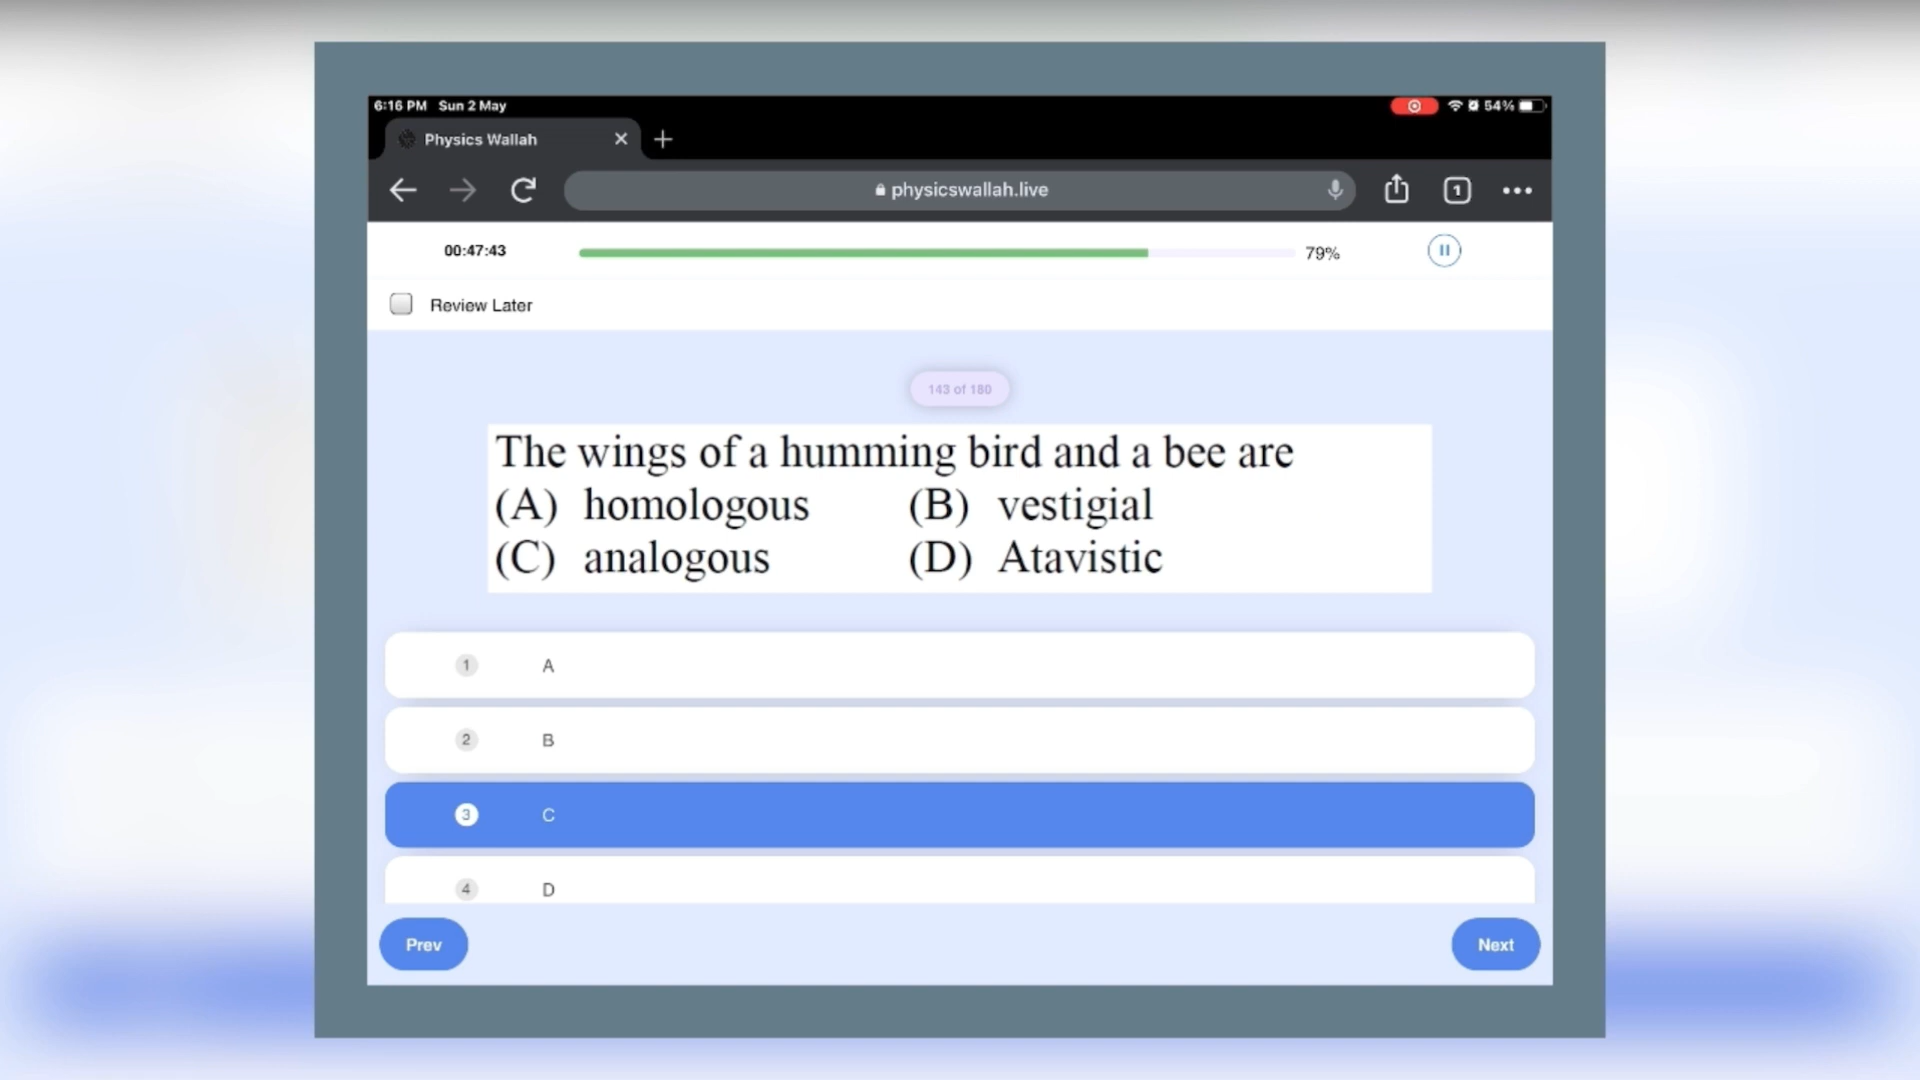 6:16 PM Sun 2 May
54%
Physics Wallah
physicswallah.live
1
00:47:43
79%
Review Later
143 of 180
The wings of a humming bird and a bee are
(A) homologous (B) vestigial
(C) analogous (D) Atavistic
1 A
2 B
3 C
4 D
Prev Next